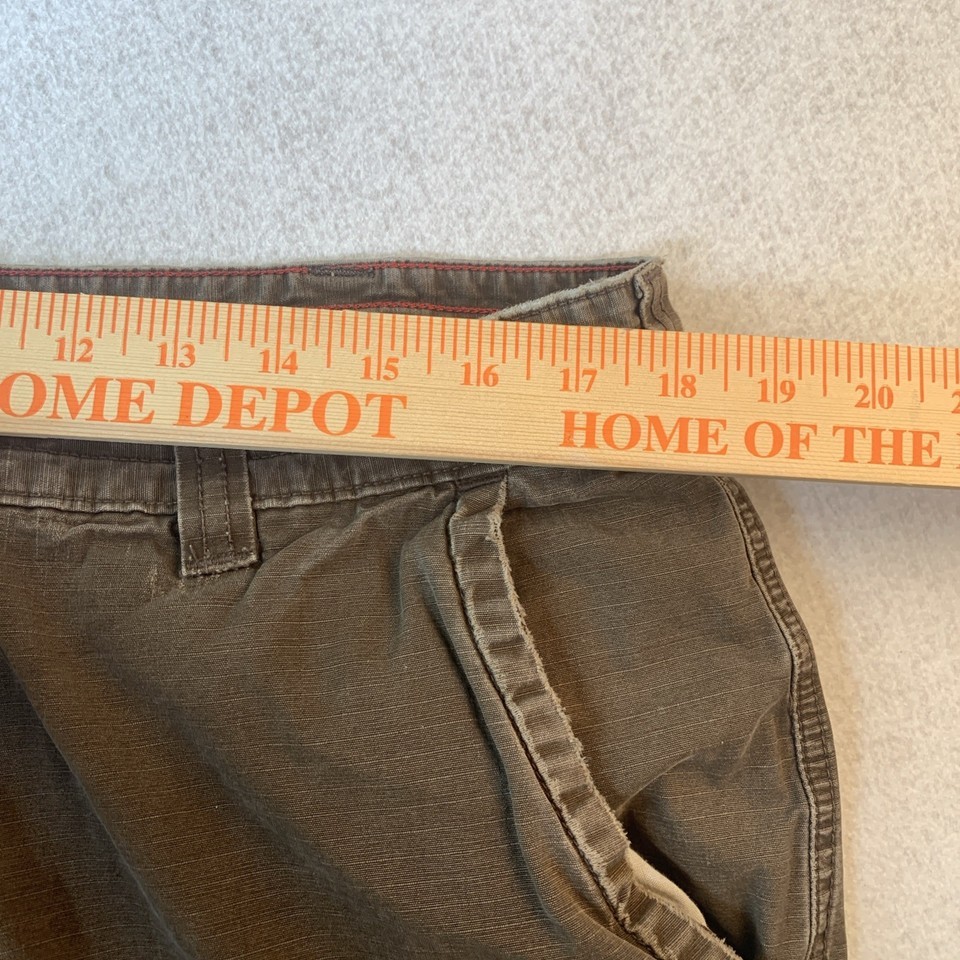 12 13 14 15 16 17 18 19 20
OME DEPOT HOME OF THE